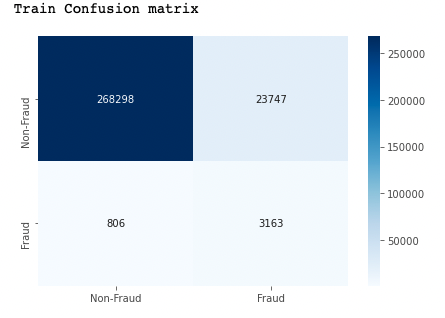 Train Confusion matrix
Non-Fraud
268298
23747
Fraud
806
3163
Non-Fraud
Fraud
250000
200000
150000
100000
50000